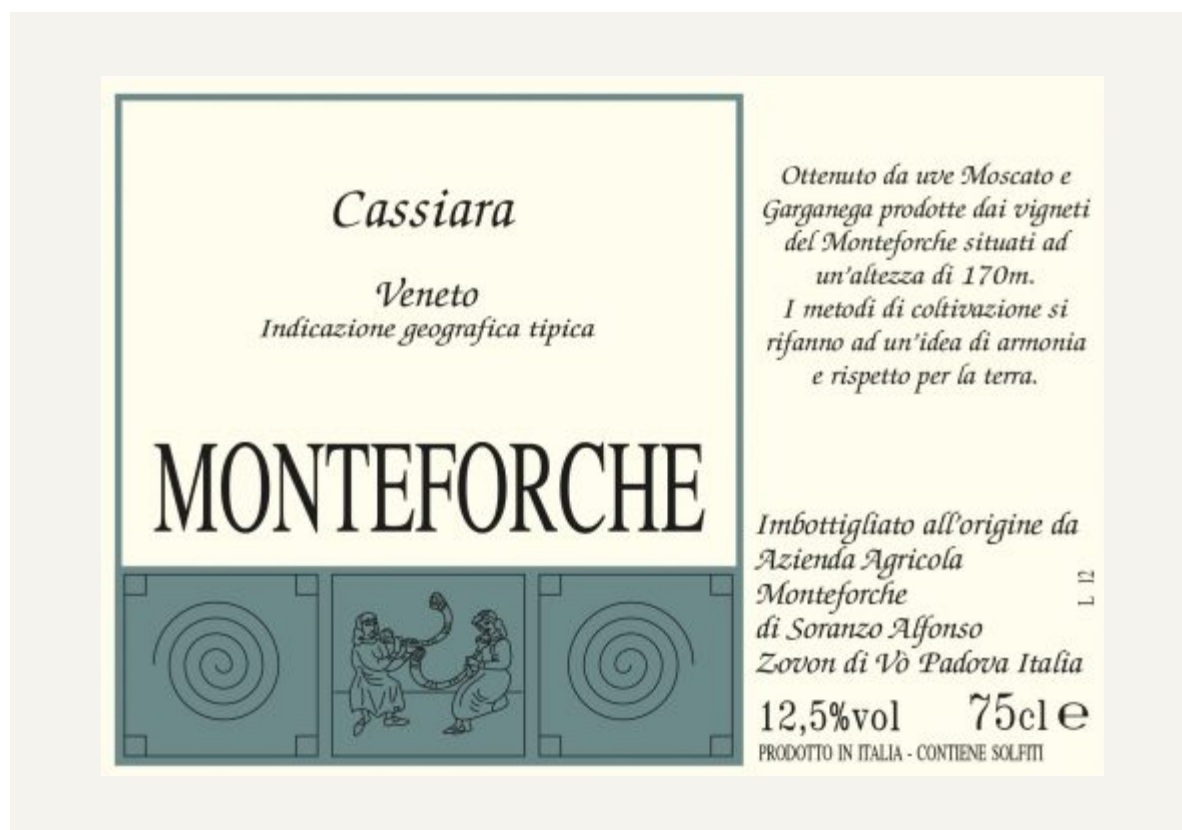 Cassiara
Veneto
Indicazione geografica tipica
MONTEFORCHE
Ottenuto da uve Moscato e
Garganega prodotte dai vigneti
del Monteforche situati ad
un'altezza di 170m.
I metodi di coltivazione si
rifanno ad un'idea di armonia
e rispetto per la terra.
Imbottigliato all'origine da
Azienda Agricola
Monteforche
di Soranzo Alfonso
Zovon di Vò Padova Italia
L 12
12,5%vol 75cl e
PRODOTTO IN ITALIA - CONTIENE SOLFITI